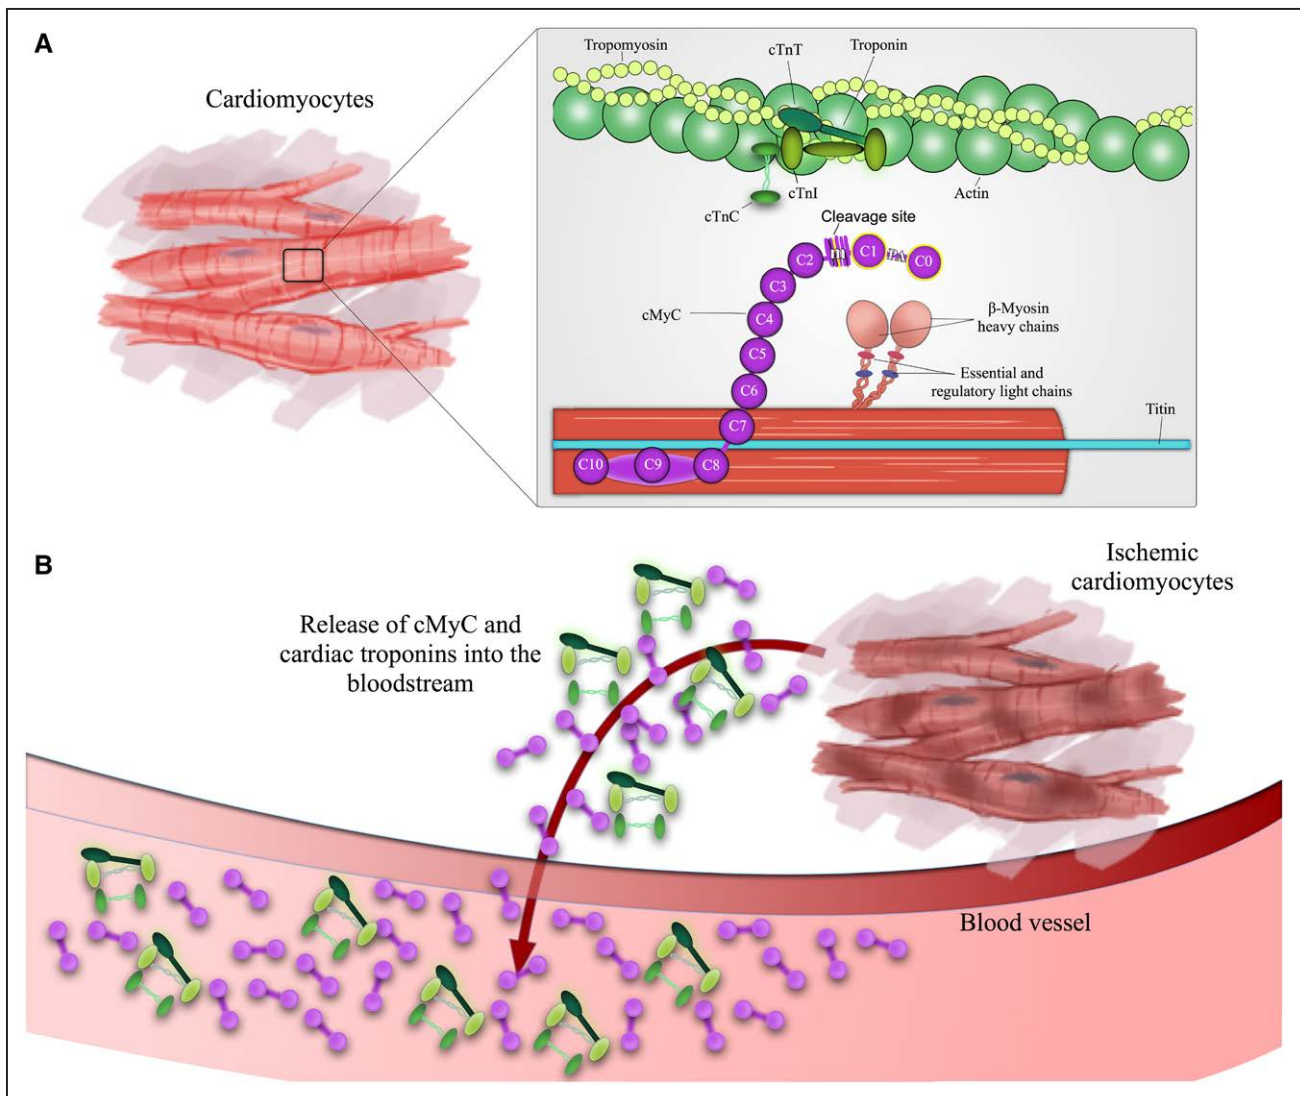 A
Cardiomyocytes
Tropomyosin
cTnT
Troponin
cTnI
Actin
cTnC
Cleavage site
C2
m
C1
PA
C0
C3
cMyC
C4
β-Myosin
heavy chains
C5
Essential and
regulatory light chains
C6
C7
Titin
C10
C9
C8
B
Ischemic
cardiomyocytes
Release of cMyC and
cardiac troponins into the
bloodstream
Blood vessel